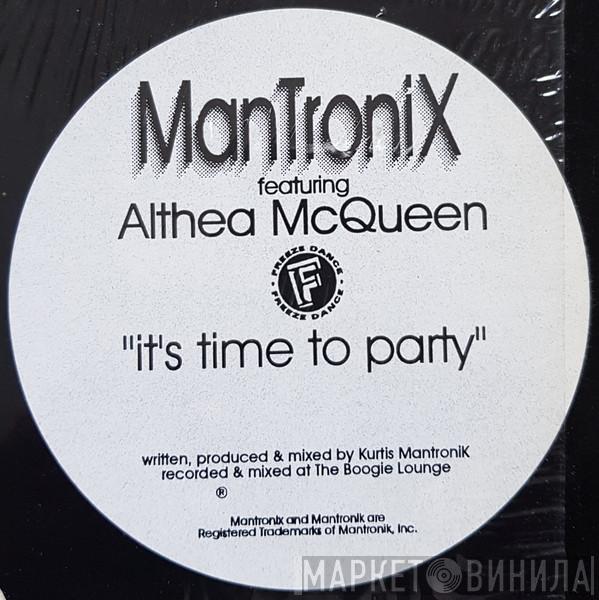 ManTroniX
featuring
Althea McQueen
FREEZE DANCE
F
FREEZE DANCE
"it's time to party"
written, produced & mixed by Kurtis MantroniK
recorded & mixed at The Boogie Lounge
®
Mantronix and Mantronik are
Registered Trademarks of Mantronik, Inc.
МАРКЕТ ВИНИЛА